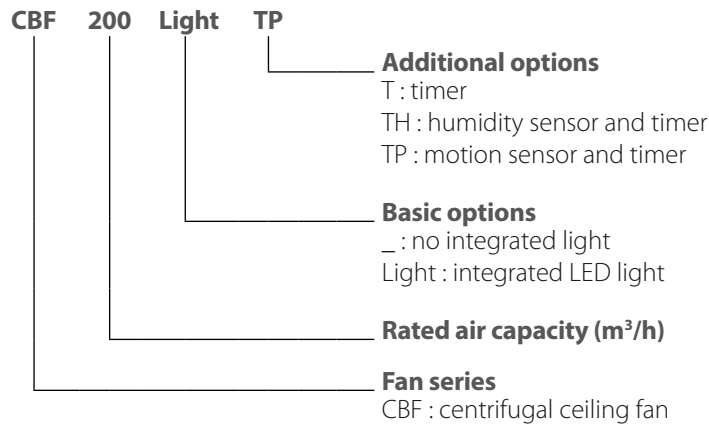 CBF 200 Light TP
Additional options
T : timer
TH : humidity sensor and timer
TP : motion sensor and timer
Basic options
_ : no integrated light
Light : integrated LED light
Rated air capacity (m³/h)
Fan series
CBF : centrifugal ceiling fan